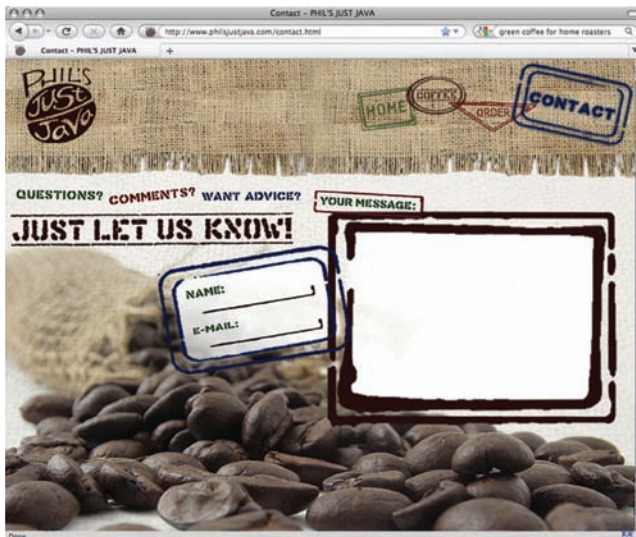 Contact – PHIL'S JUST JAVA
http://www.philsjustjava.com/contact.html
green coffee for home roasters
Contact – PHIL'S JUST JAVA
PHIL'S
JUST
JAVA
HOME
COFFEE
ORDER
CONTACT
QUESTIONS? COMMENTS? WANT ADVICE?
YOUR MESSAGE:
JUST LET US KNOW!
NAME:
E-MAIL:
Done